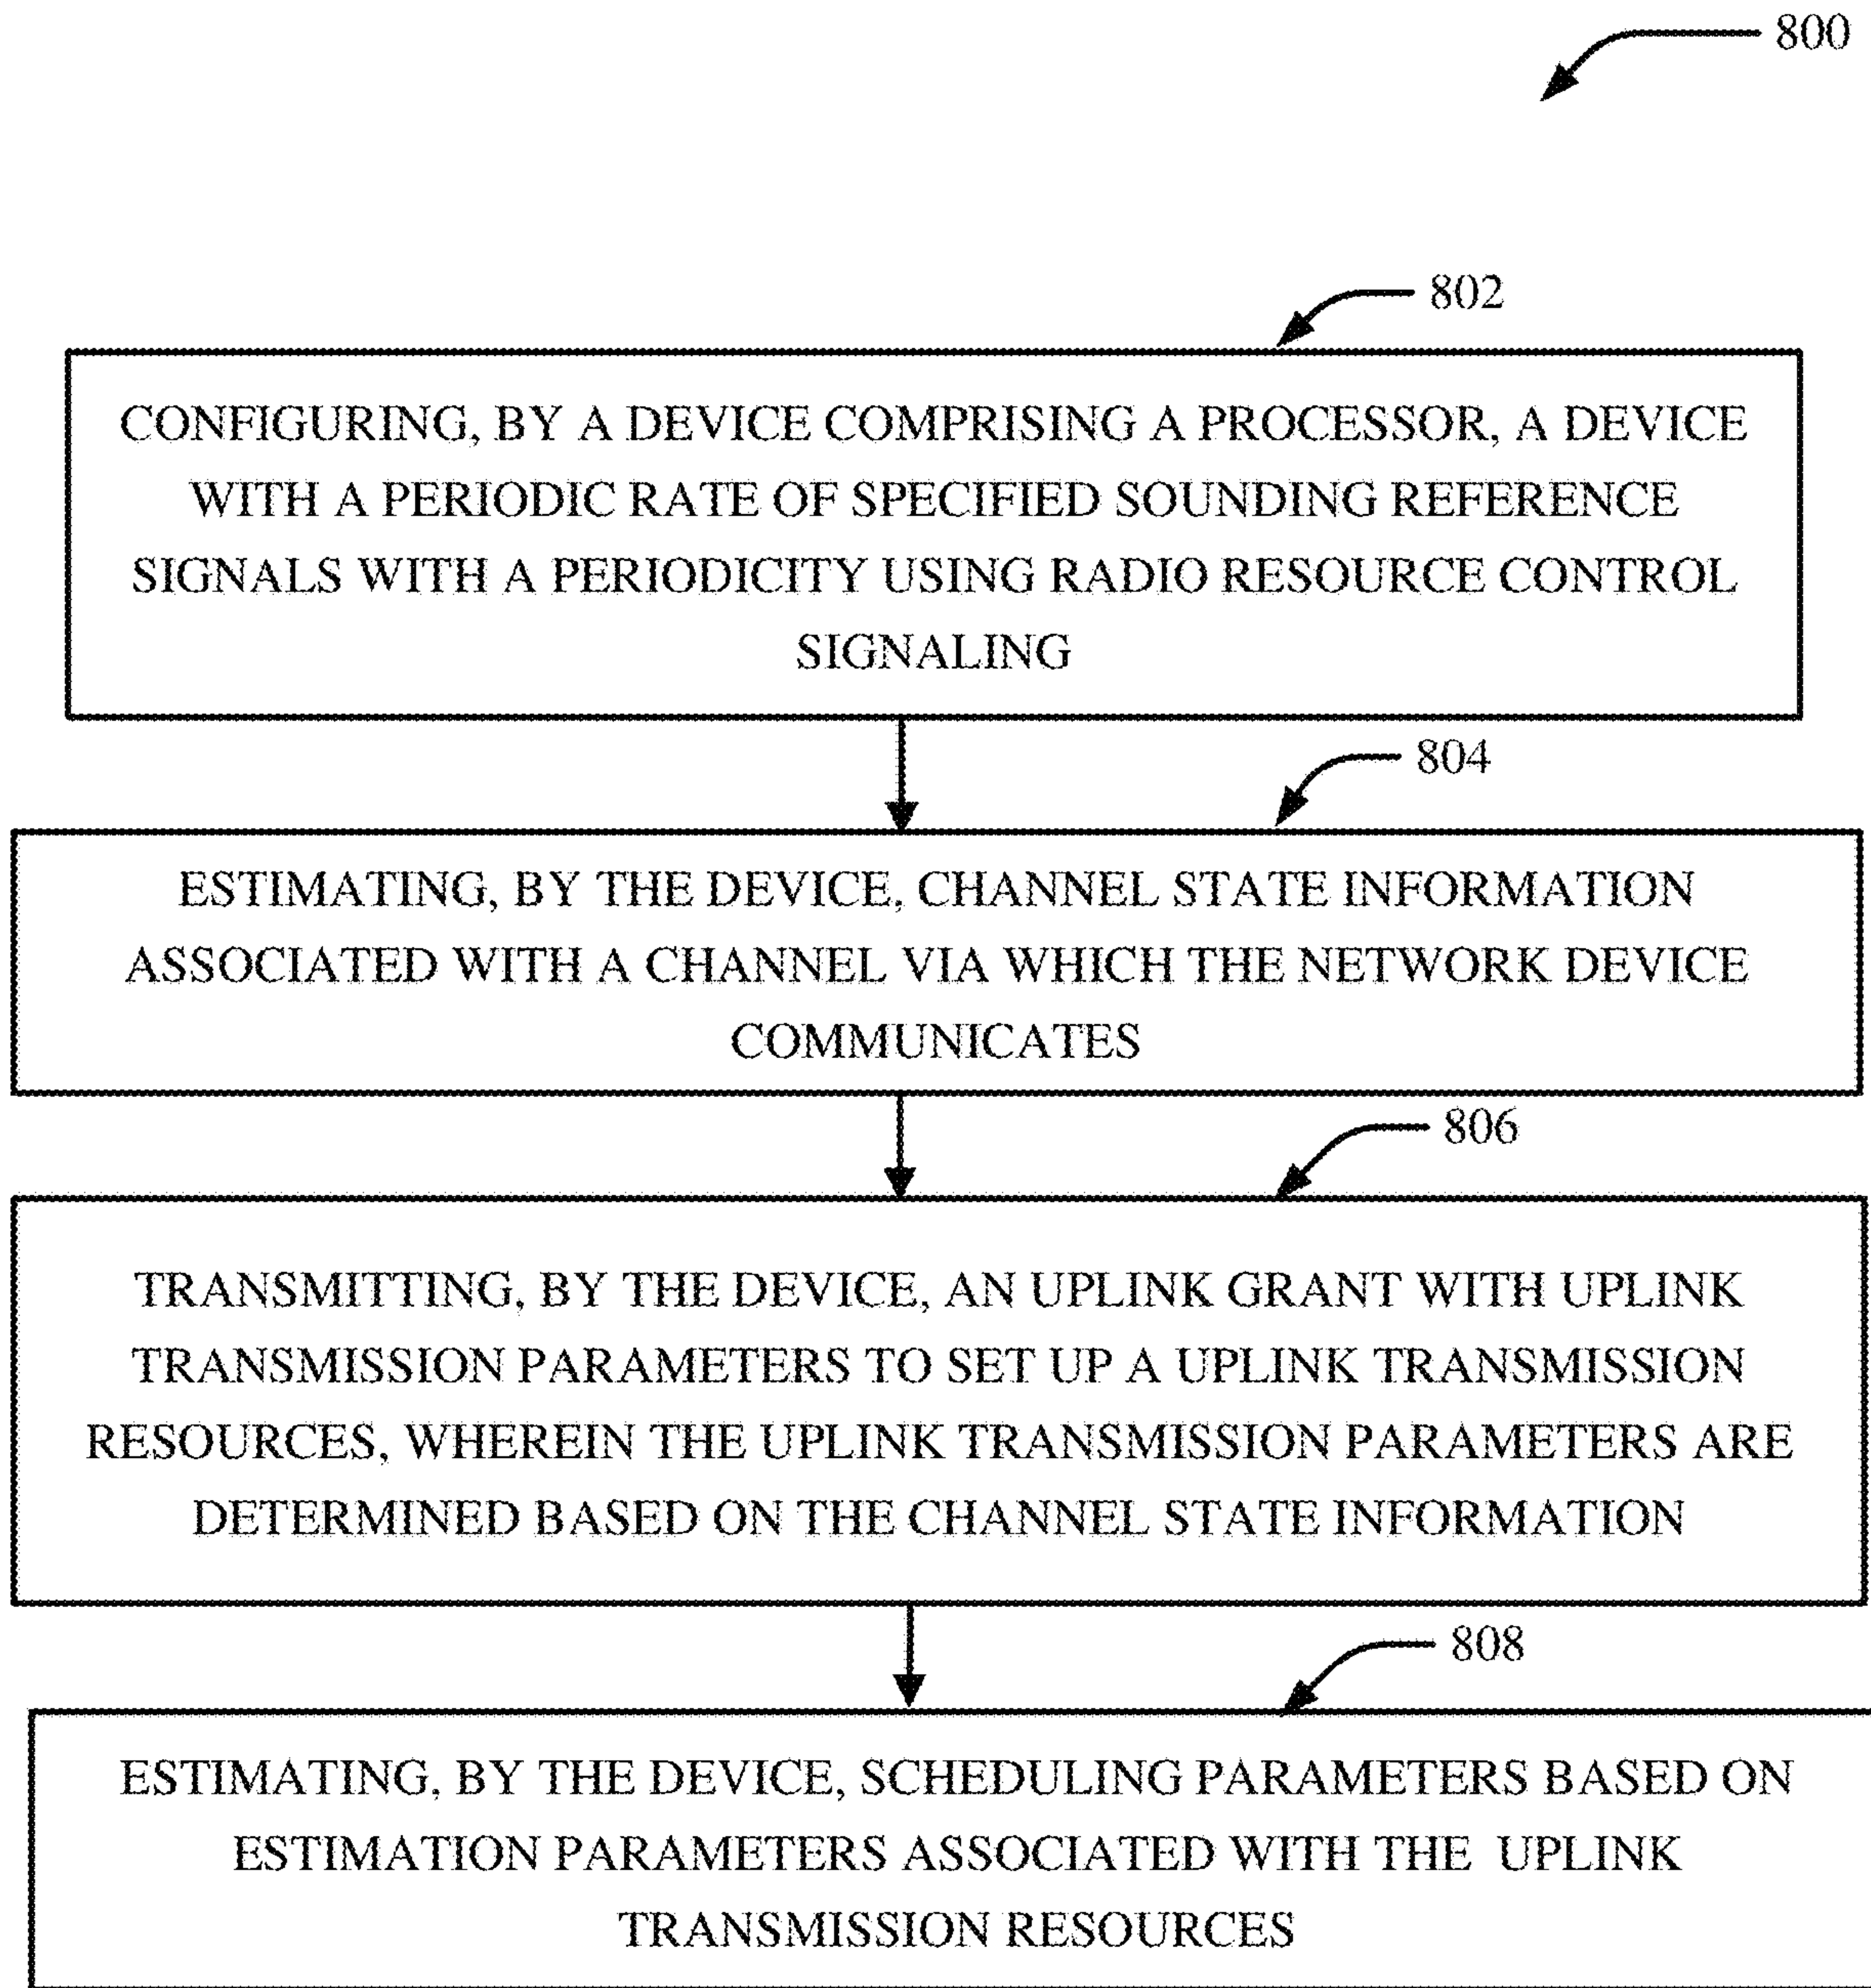 800
802
CONFIGURING, BY A DEVICE COMPRISING A PROCESSOR, A DEVICE
WITH A PERIODIC RATE OF SPECIFIED SOUNDING REFERENCE
SIGNALS WITH A PERIODICITY USING RADIO RESOURCE CONTROL
SIGNALING
804
ESTIMATING, BY THE DEVICE, CHANNEL STATE INFORMATION
ASSOCIATED WITH A CHANNEL VIA WHICH THE NETWORK DEVICE
COMMUNICATES
806
TRANSMITTING, BY THE DEVICE, AN UPLINK GRANT WITH UPLINK
TRANSMISSION PARAMETERS TO SET UP A UPLINK TRANSMISSION
RESOURCES, WHEREIN THE UPLINK TRANSMISSION PARAMETERS ARE
DETERMINED BASED ON THE CHANNEL STATE INFORMATION
808
ESTIMATING, BY THE DEVICE, SCHEDULING PARAMETERS BASED ON
ESTIMATION PARAMETERS ASSOCIATED WITH THE UPLINK
TRANSMISSION RESOURCES